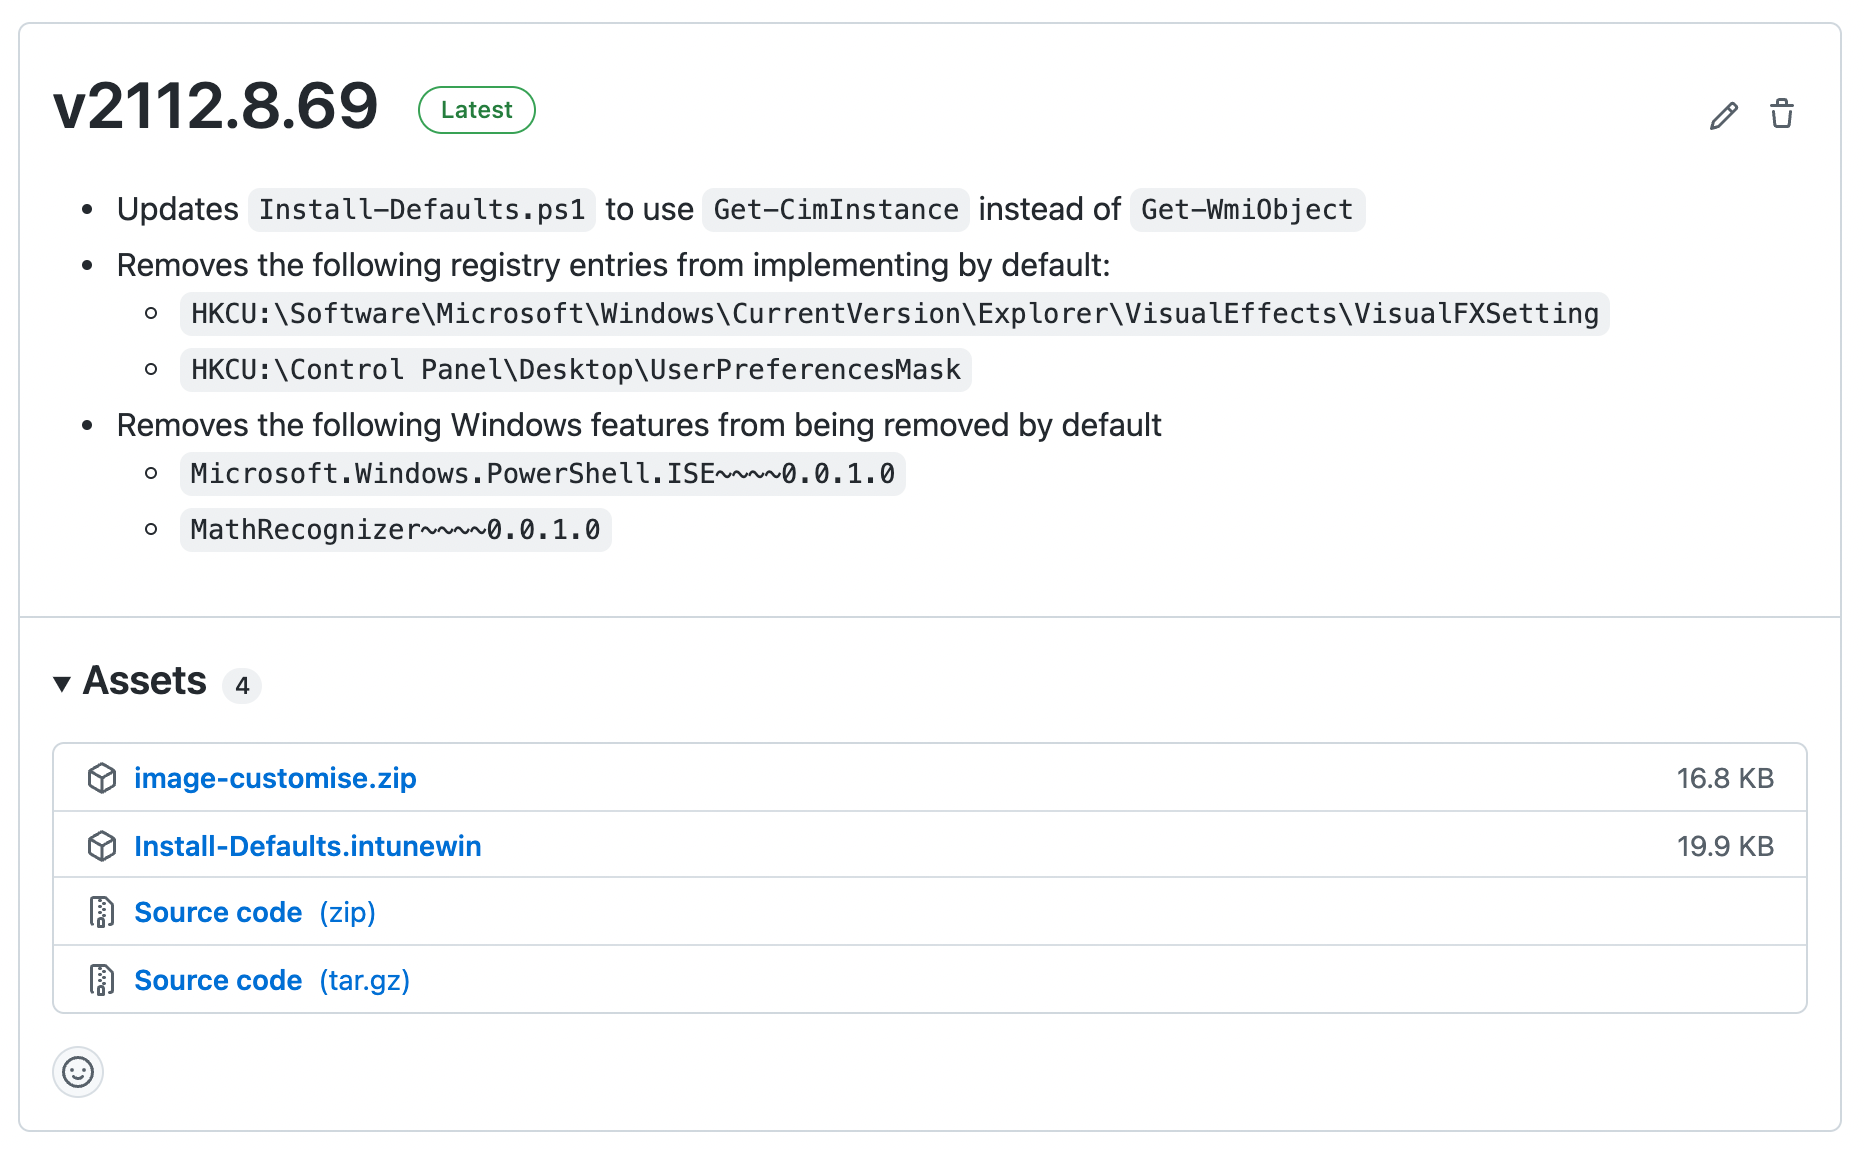 v2112.8.69 Latest
Updates Install-Defaults.ps1 to use Get-CimInstance instead of Get-WmiObject
Removes the following registry entries from implementing by default:
HKCU:\Software\Microsoft\Windows\CurrentVersion\Explorer\VisualEffects\VisualFXSetting
HKCU:\Control Panel\Desktop\UserPreferencesMask
Removes the following Windows features from being removed by default
Microsoft.Windows.PowerShell.ISE~~~~0.0.1.0
MathRecognizer~~~~0.0.1.0
Assets 4
image-customise.zip 16.8 KB
Install-Defaults.intunewin 19.9 KB
Source code (zip)
Source code (tar.gz)